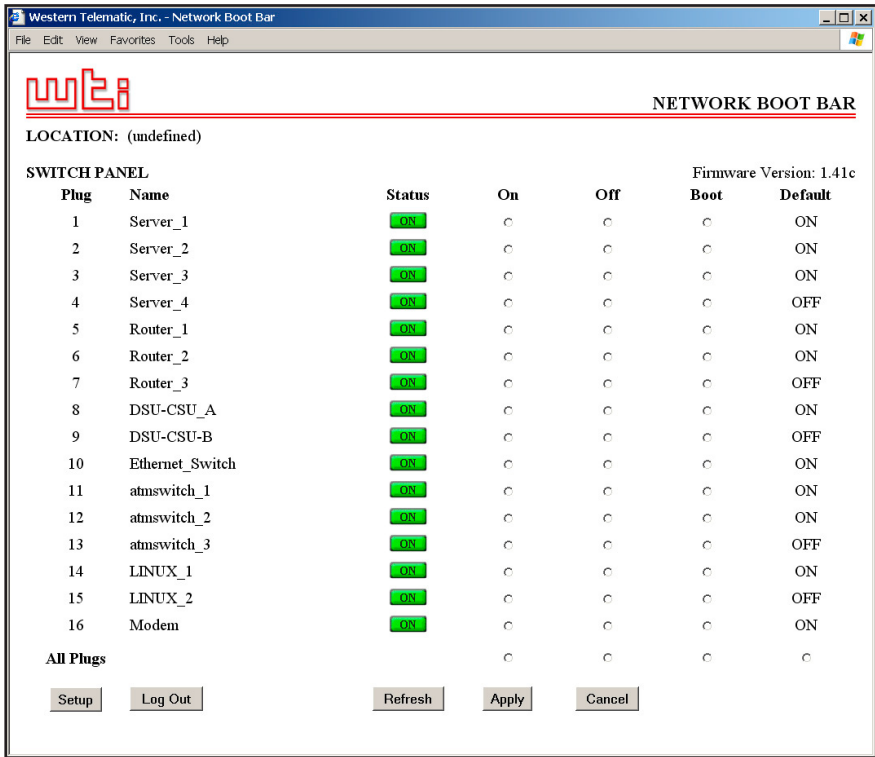 Western Telematic, Inc. - Network Boot Bar
File Edit View Favorites Tools Help
wti
NETWORK BOOT BAR
LOCATION: (undefined)
SWITCH PANEL Firmware Version: 1.41c
Plug Name Status On Off Boot Default
1 Server_1 ON ON
2 Server_2 ON ON
3 Server_3 ON ON
4 Server_4 ON OFF
5 Router_1 ON ON
6 Router_2 ON ON
7 Router_3 ON OFF
8 DSU-CSU_A ON ON
9 DSU-CSU-B ON OFF
10 Ethernet_Switch ON ON
11 atmswitch_1 ON ON
12 atmswitch_2 ON ON
13 atmswitch_3 ON OFF
14 LINUX_1 ON ON
15 LINUX_2 ON OFF
16 Modem ON ON
All Plugs
Setup Log Out Refresh Apply Cancel